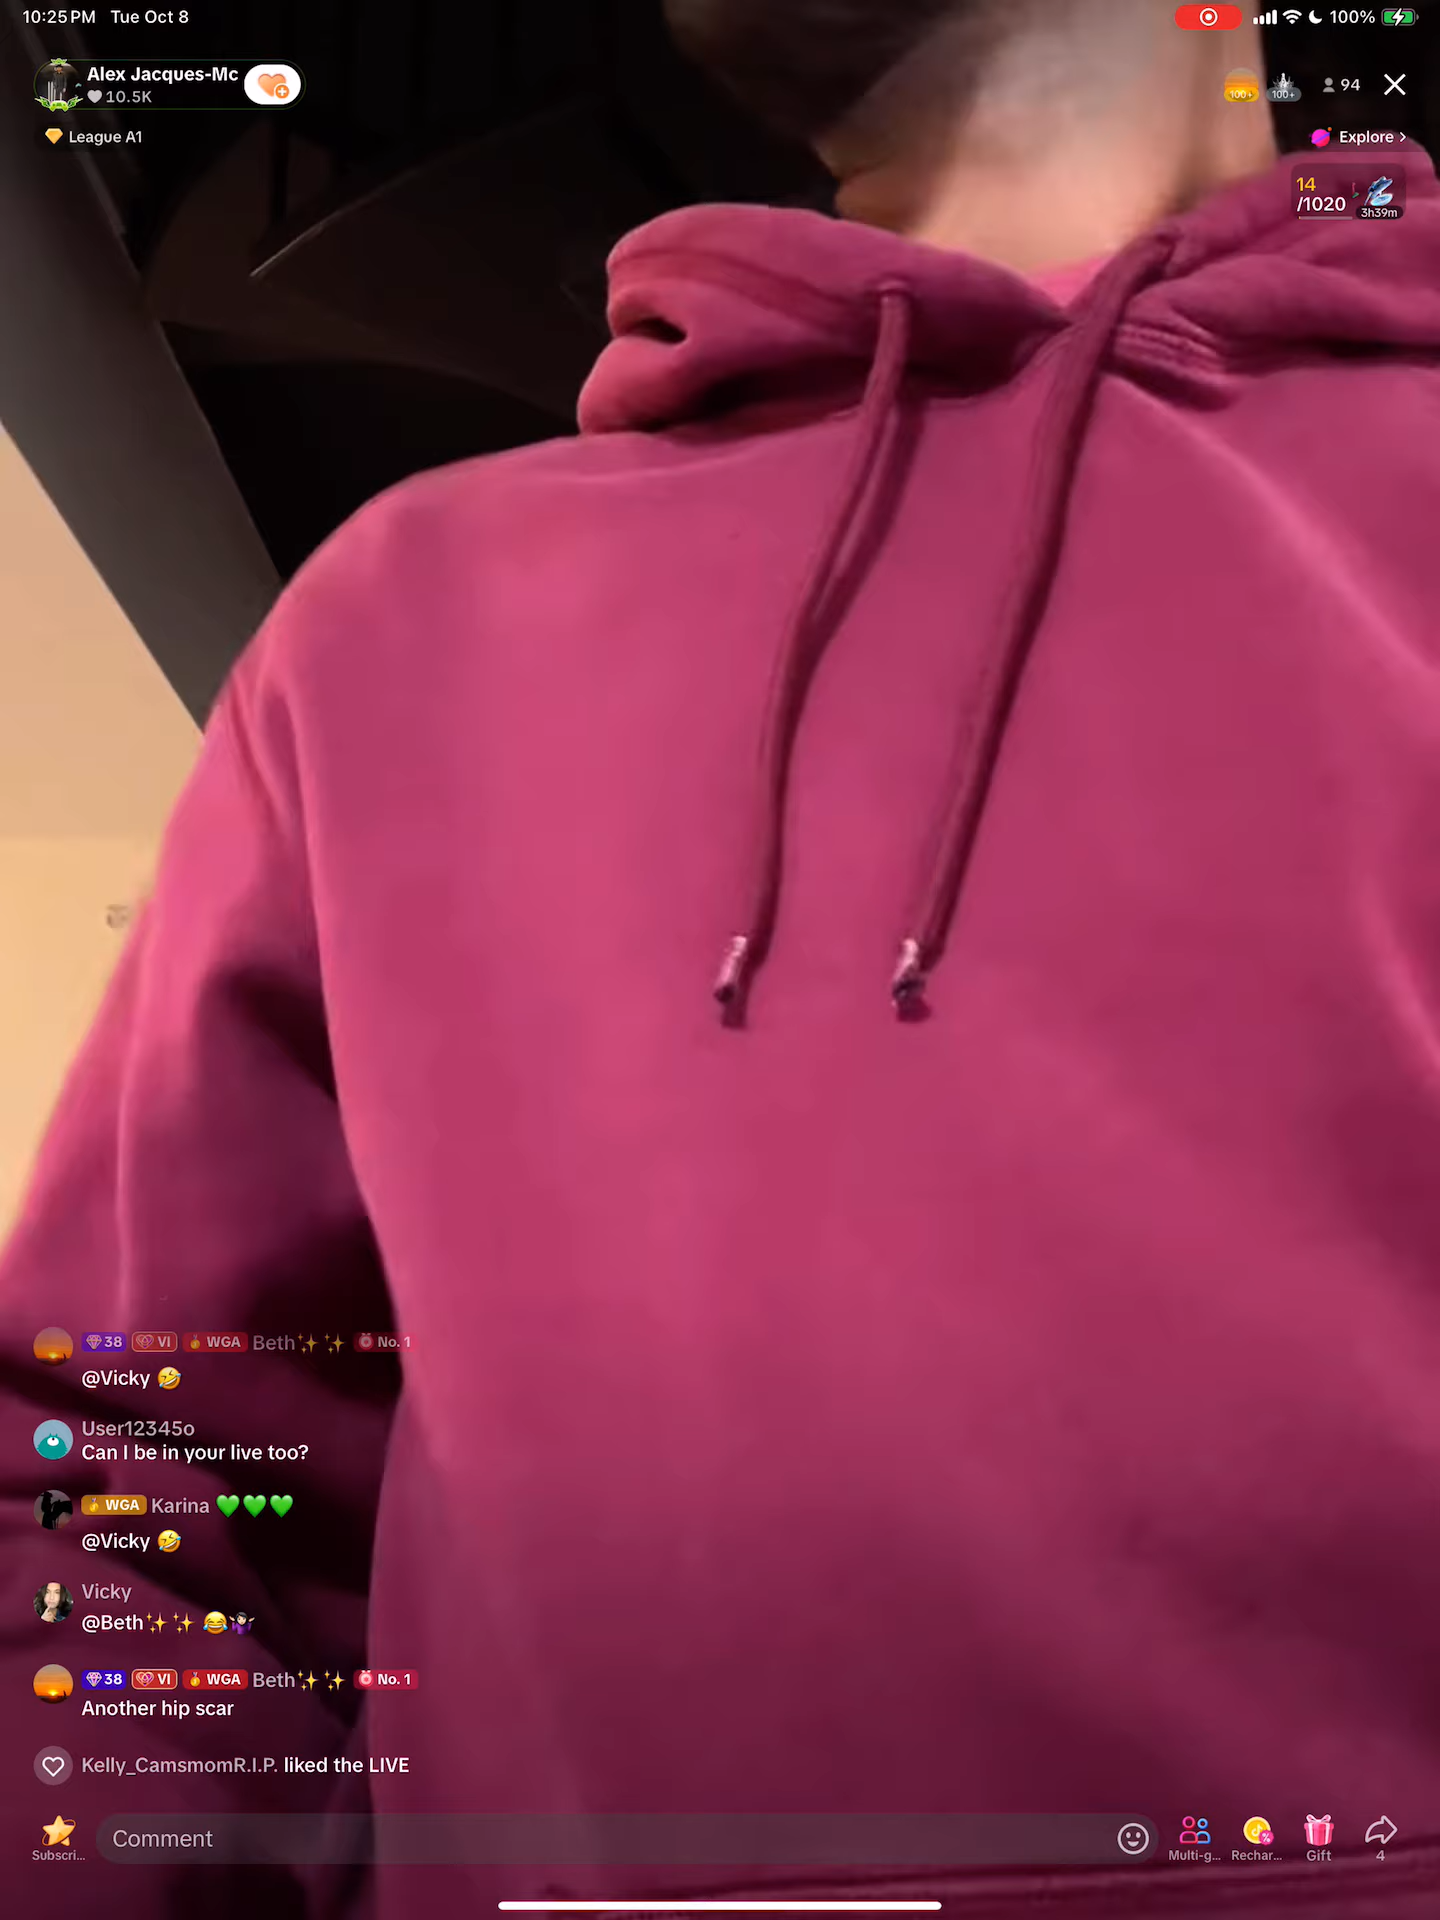 10:25 PM Tue Oct 8
100%
Alex Jacques-Mc
10.5K
100+
100+
94
League A1
Explore >
14
/1020
3h39m
38 VI WGA Beth✨✨ No. 1
@Vicky 🤣
User12345o
Can I be in your live too?
WGA Karina 💚💚💚
@Vicky 🤣
Vicky
@Beth✨✨ 😂🤷🏻‍♀️
38 VI WGA Beth✨✨ No. 1
Another hip scar
Kelly_CamsmomR.I.P. liked the LIVE
Comment
Subscri...
Multi-g...
Rechar...
Gift
4